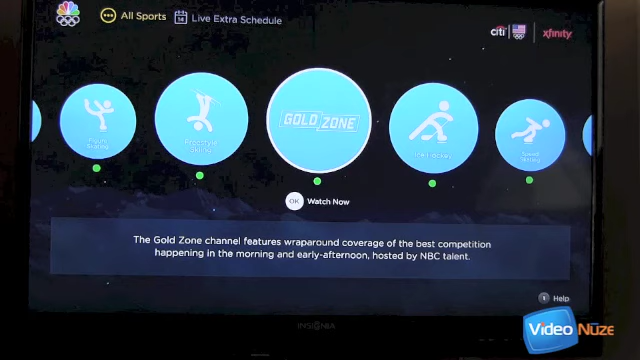 All Sports
14
Live Extra Schedule
citi
xfinity
Figure
Skating
Freestyle
Skiing
GOLD ZONE
Ice Hockey
Speed
Skating
OK
Watch Now
The Gold Zone channel features wraparound coverage of the best competition
happening in the morning and early-afternoon, hosted by NBC talent.
Help
INSIGNIA
Video Nüze